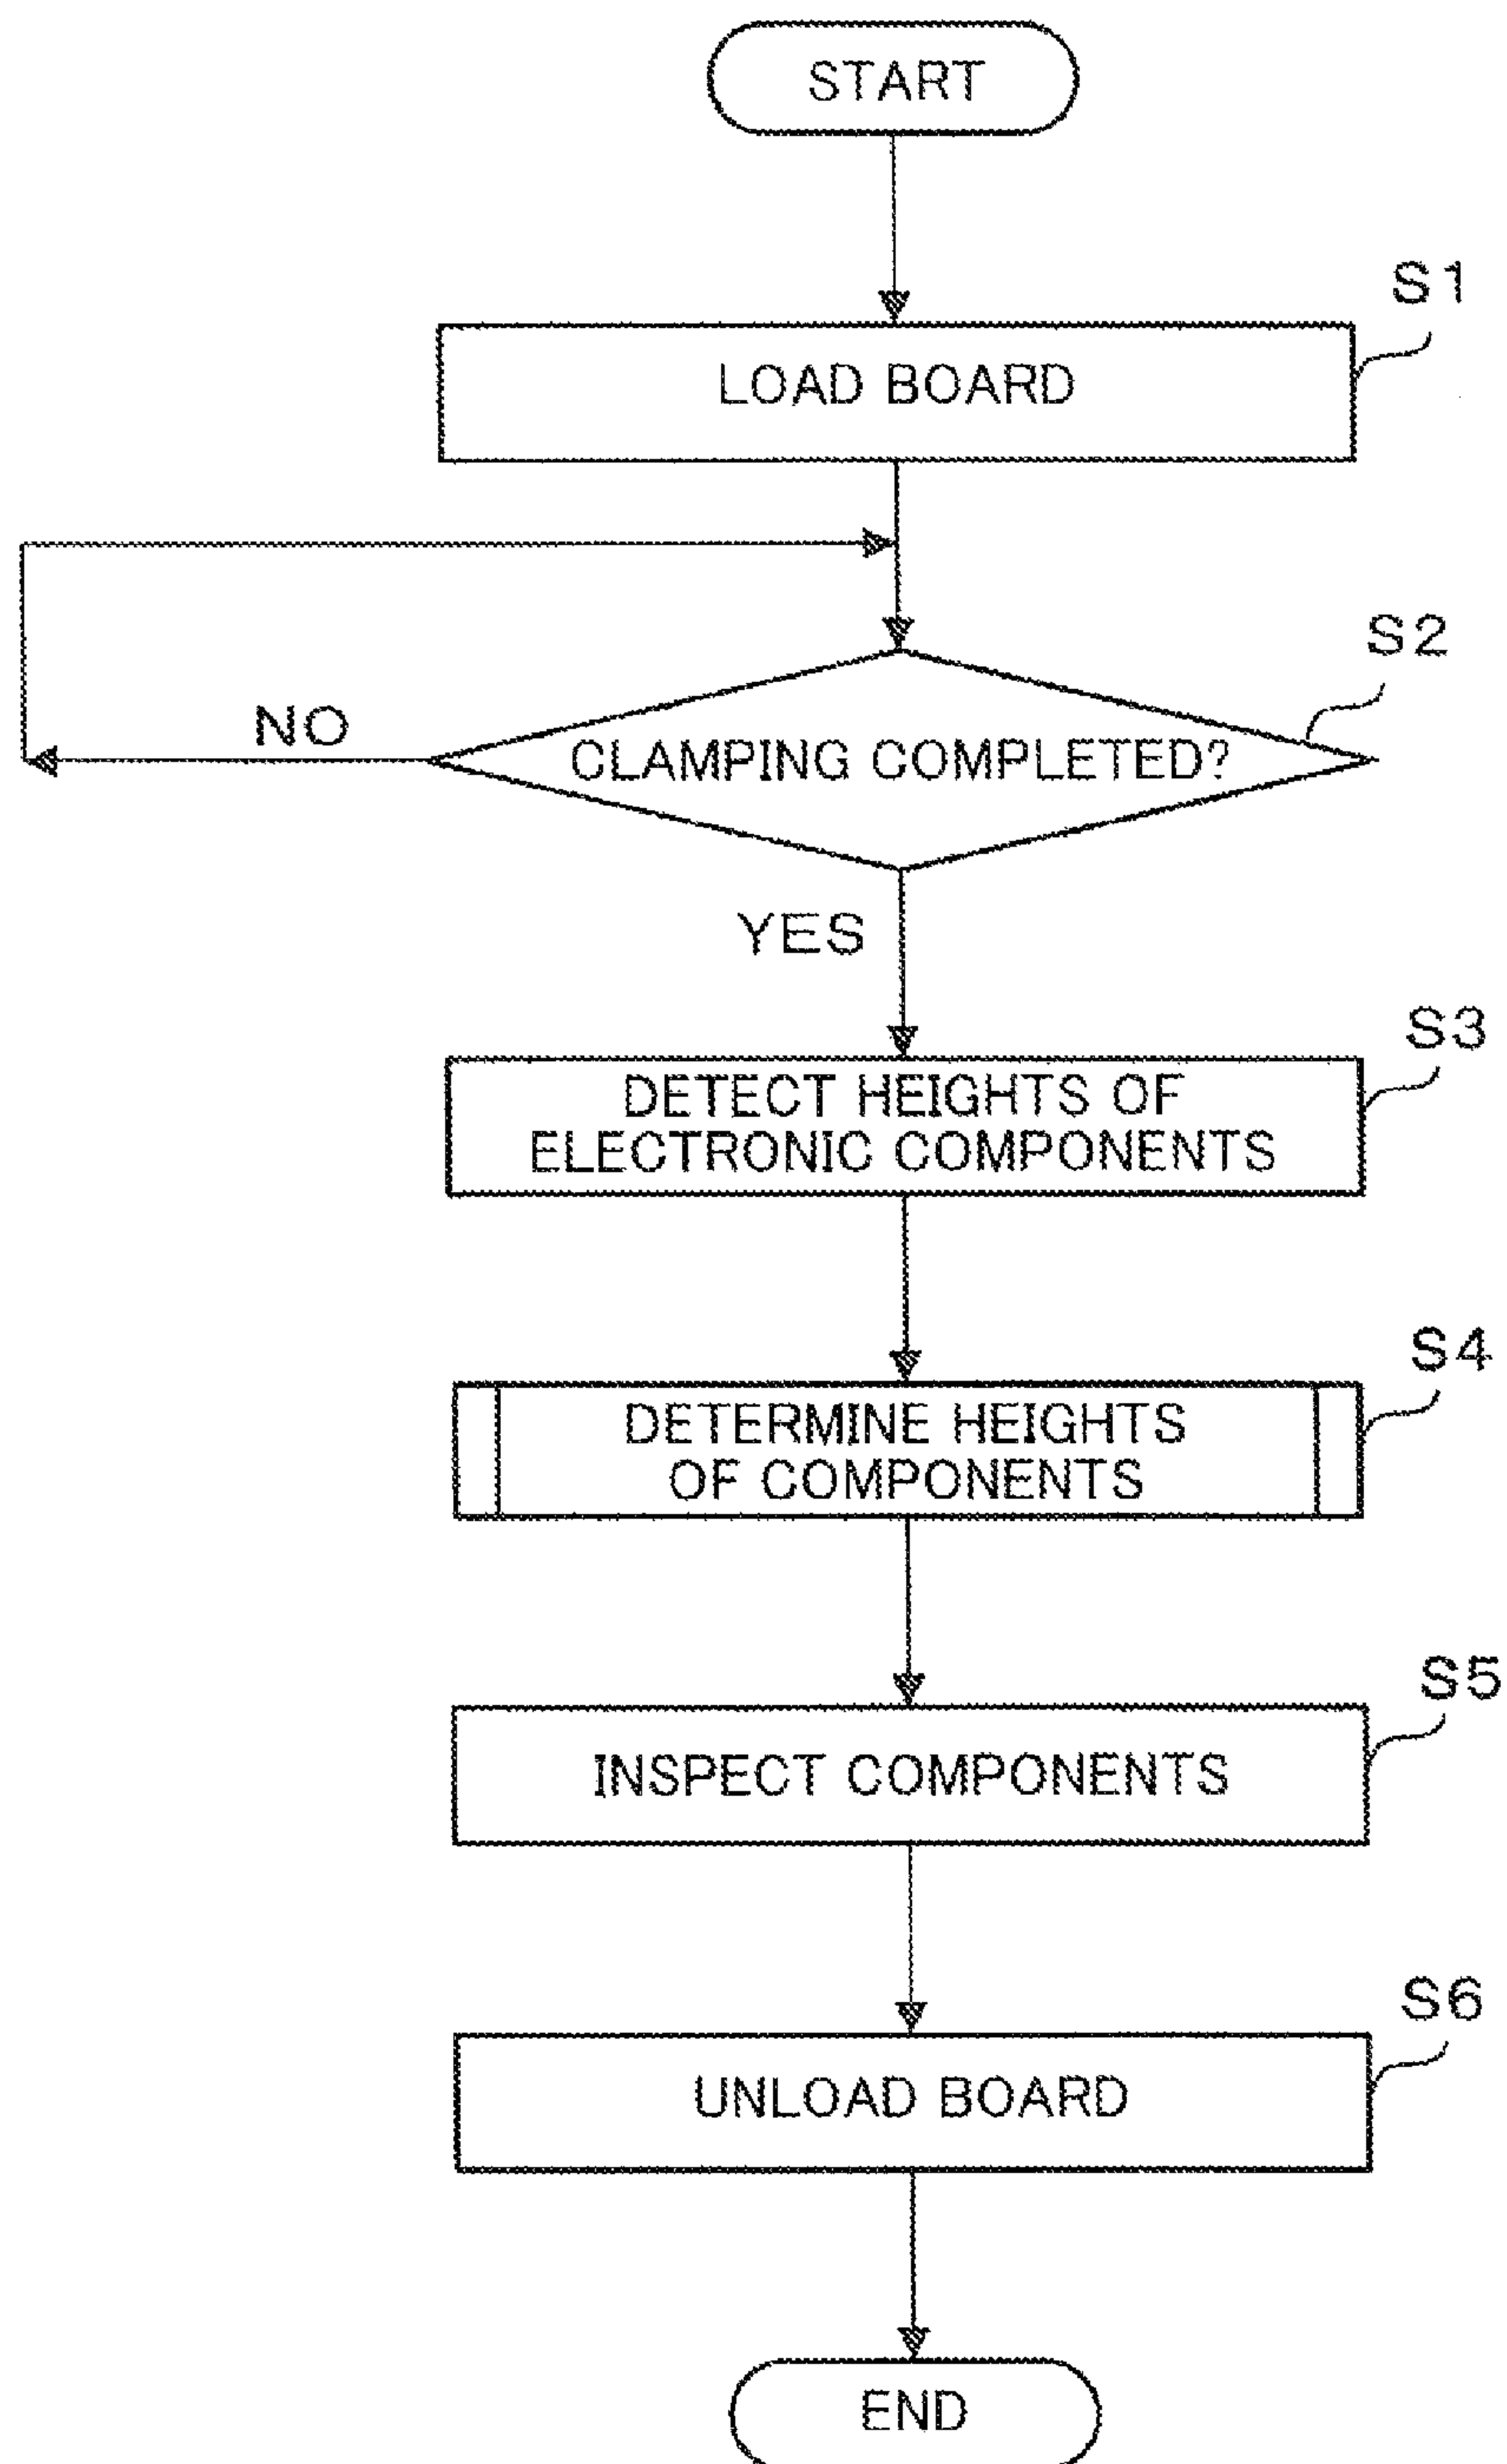 START
S1
LOAD BOARD
S2
NO
CLAMPING COMPLETED?
YES
S3
DETECT HEIGHTS OF
ELECTRONIC COMPONENTS
S4
DETERMINE HEIGHTS
OF COMPONENTS
S5
INSPECT COMPONENTS
S6
UNLOAD BOARD
END